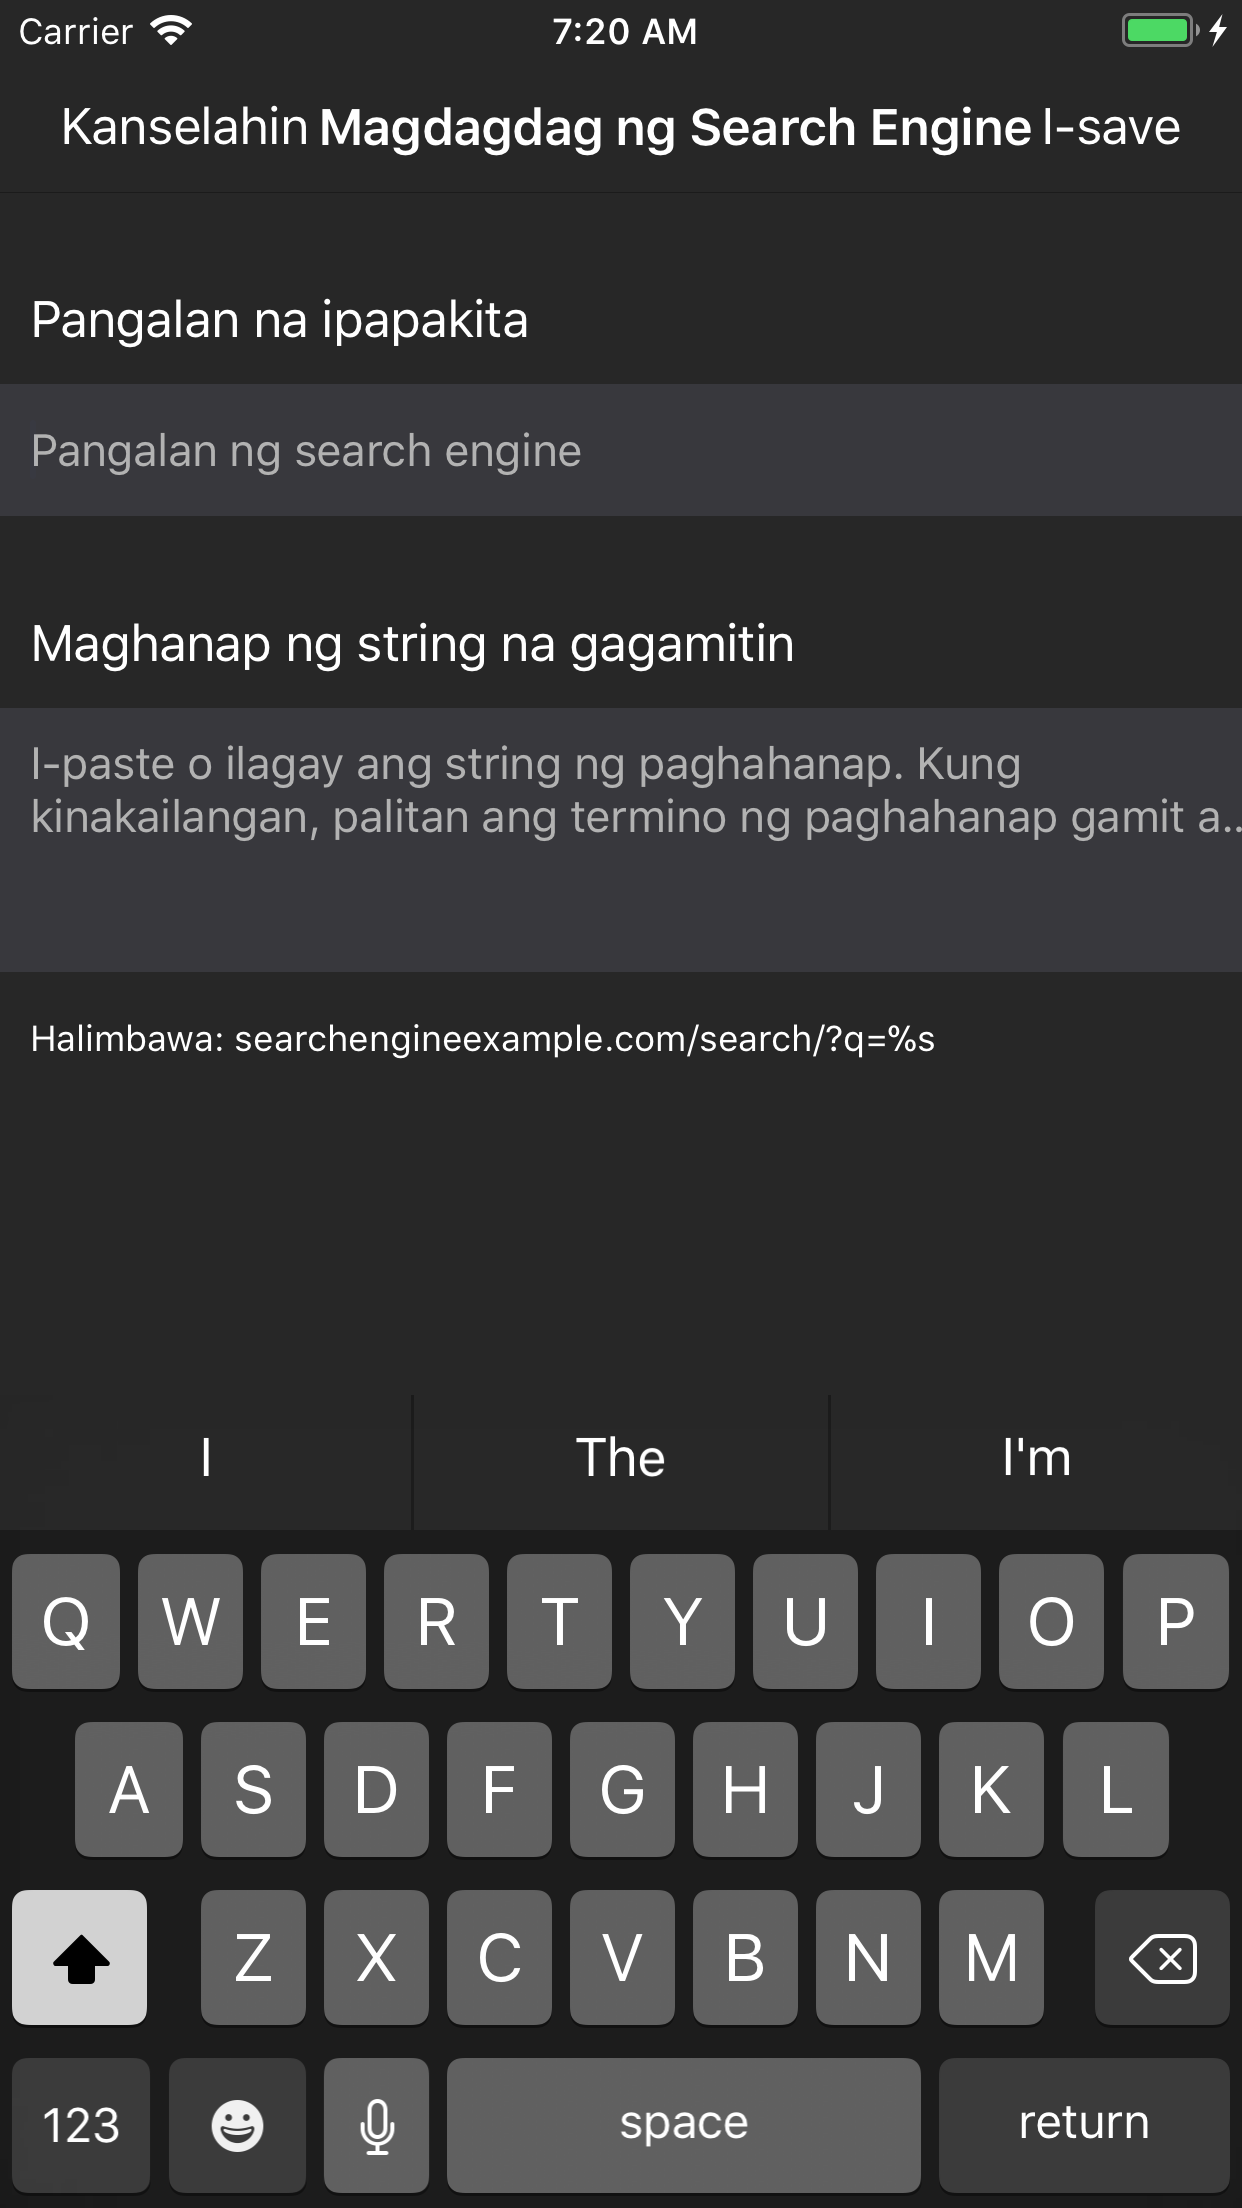 Carrier 7:20 AM
Kanselahin Magdagdag ng Search Engine I-save
Pangalan na ipapakita
Pangalan ng search engine
Maghanap ng string na gagamitin
I-paste o ilagay ang string ng paghahanap. Kung
kinakailangan, palitan ang termino ng paghahanap gamit a..
Halimbawa: searchengineexample.com/search/?q=%s
I The I'm
Q W E R T Y U I O P
A S D F G H J K L
Z X C V B N M
123 space return